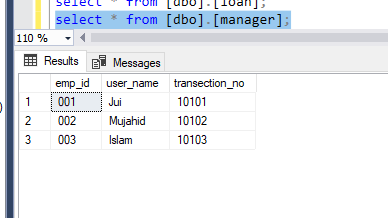 select * from [dbo].[loan];
select * from [dbo].[manager];
110 %
Results Messages
emp_id user_name transection_no
1 001 Jui 10101
2 002 Mujahid 10102
3 003 Islam 10103